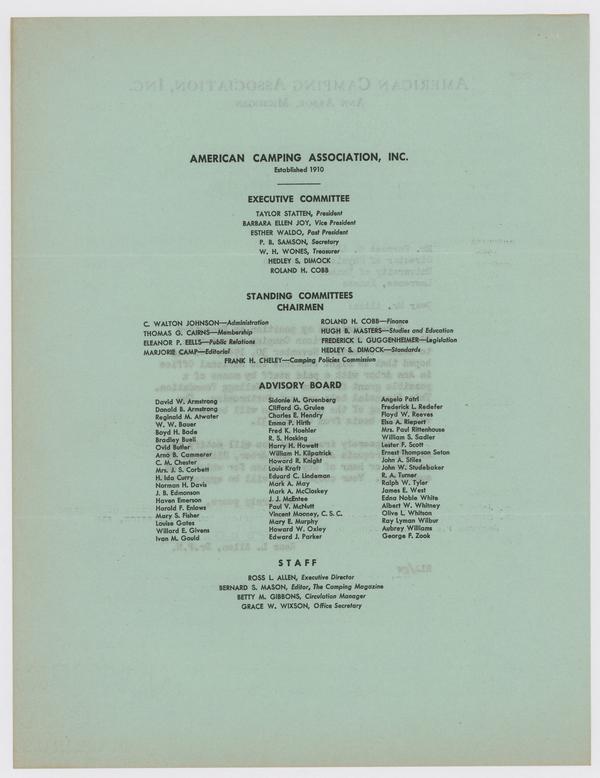 AMERICAN CAMPING ASSOCIATION, INC.
Established 1910
EXECUTIVE COMMITTEE
TAYLOR STATTEN, President
BARBARA ELLEN JOY, Vice President
ESTHER WALDO, Past President
P. B. SAMSON, Secretary
W. H. WONES, Treasurer
HEDLEY S. DIMOCK
ROLAND H. COBB
STANDING COMMITTEES
CHAIRMEN
C. WALTON JOHNSON—Administration
THOMAS G. CAIRNS—Membership
ELEANOR P. EELLS—Public Relations
MARJORIE CAMP—Editorial
ROLAND H. COBB—Finance
HUGH B. MASTERS—Studies and Education
FREDERICK L. GUGGENHEIMER—Legislation
HEDLEY S. DIMOCK—Standards
FRANK H. CHELEY—Camping Policies Commission
ADVISORY BOARD
David W. Armstrong
Donald B. Armstrong
Reginald M. Atwater
W. W. Bauer
Boyd H. Bode
Bradley Buell
Ovid Butler
Arno B. Cammerer
C. M. Chester
Mrs. J. S. Corbett
H. Ida Curry
Norman H. Davis
J. B. Edmonson
Haven Emerson
Harold F. Enlows
Mary S. Fisher
Louise Gates
Willard E. Givens
Ivan M. Gould
Sidonie M. Gruenberg
Clifford G. Grulee
Charles E. Hendry
Emma P. Hirth
Fred K. Hoehler
R. S. Hosking
Harry H. Howett
William H. Kilpatrick
Howard R. Knight
Louis Kraft
Eduard C. Lindeman
Mark A. May
Mark A. McCloskey
J. J. McEntee
Paul V. McNutt
Vincent Mooney, C. S. C.
Mary E. Murphy
Howard W. Oxley
Edward J. Parker
Angelo Patri
Frederick L. Redefer
Floyd W. Reeves
Elsa A. Riepert
Mrs. Paul Rittenhouse
William S. Sadler
Lester F. Scott
Ernest Thompson Seton
John A. Stiles
John W. Studebaker
R. A. Turner
Ralph W. Tyler
James E. West
Edna Noble White
Albert W. Whitney
Olive L. Whitson
Ray Lyman Wilbur
Aubrey Williams
George F. Zook
STAFF
ROSS L. ALLEN, Executive Director
BERNARD S. MASON, Editor, The Camping Magazine
BETTY M. GIBBONS, Circulation Manager
GRACE W. WIXSON, Office Secretary